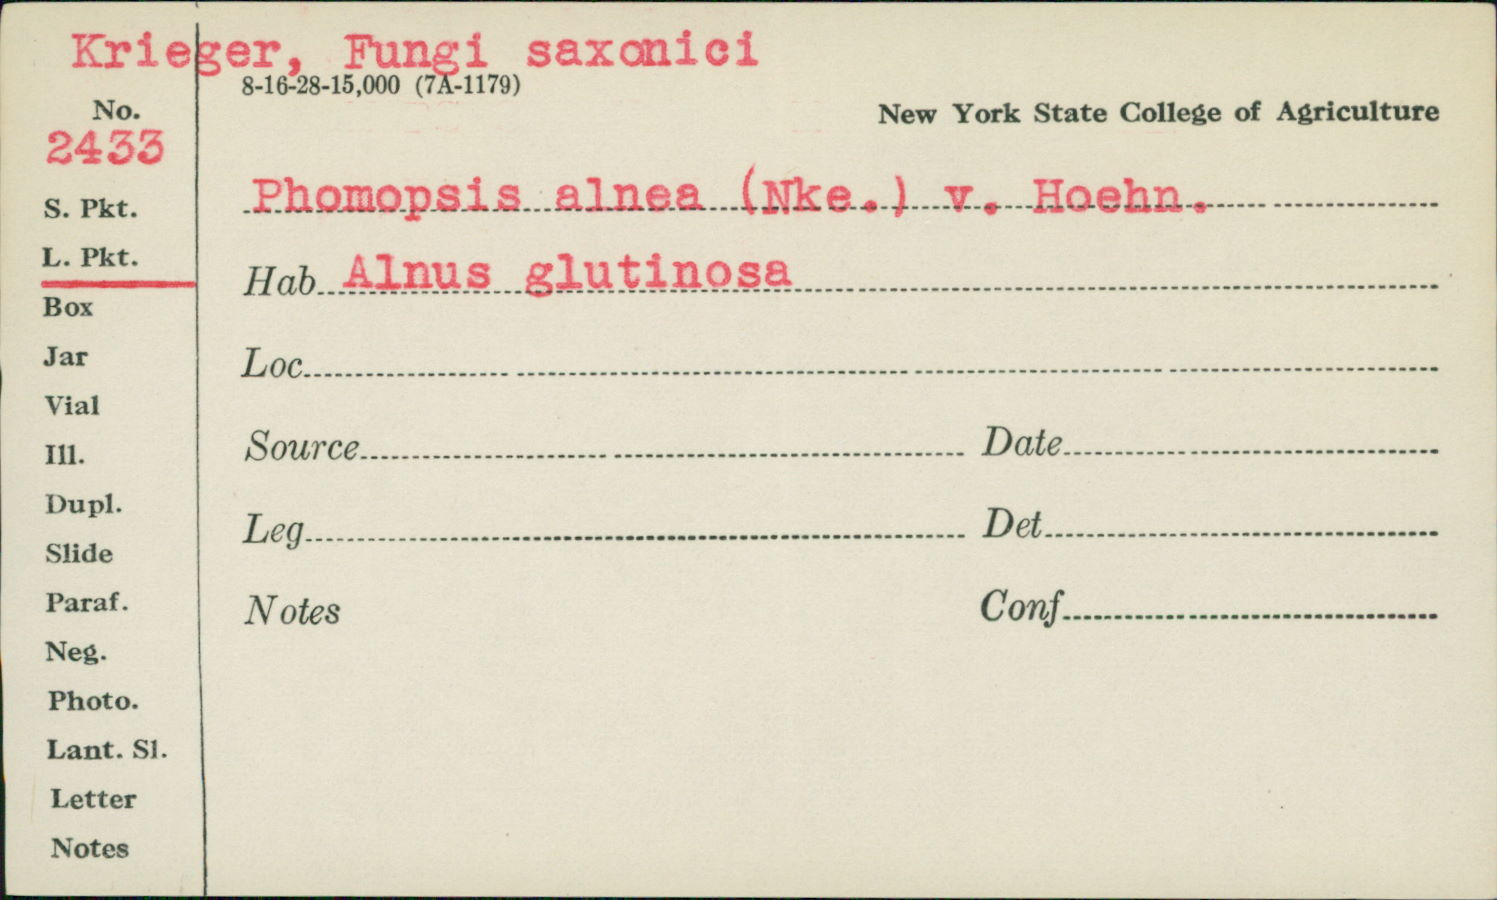 Krieger, Fungi saxonici
8-16-28-15,000 (7A-1179)
No.
2433
New York State College of Agriculture
S. Pkt.
L. Pkt.
Box
Jar
Vial
Ill.
Dupl.
Slide
Paraf.
Neg.
Photo.
Lant. Sl.
Letter
Notes
Phomopsis alnea (Nke.) v. Hoehn.
Hab. Alnus glutinosa
Loc.
Source
Date
Leg.
Det.
Notes
Conf.